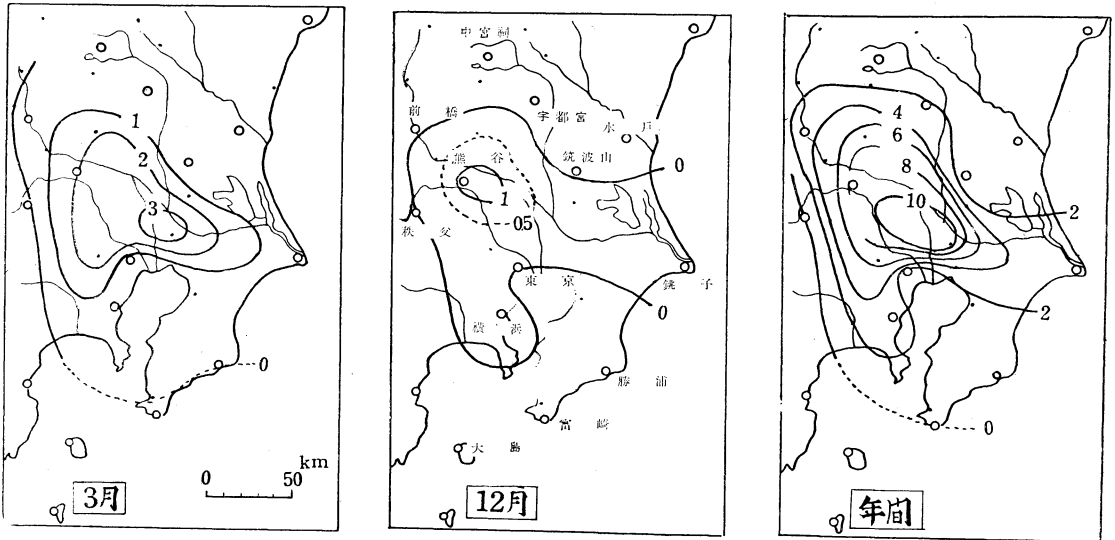 1
2
3
0
km
0 50
3月
中宮祠
前橋
宇都宮
水戸
熊谷
筑波山
0
1
0.5
秩父
東京
銚子
0
横浜
勝浦
富崎
大島
12月
4
6
8
10
2
2
0
年間